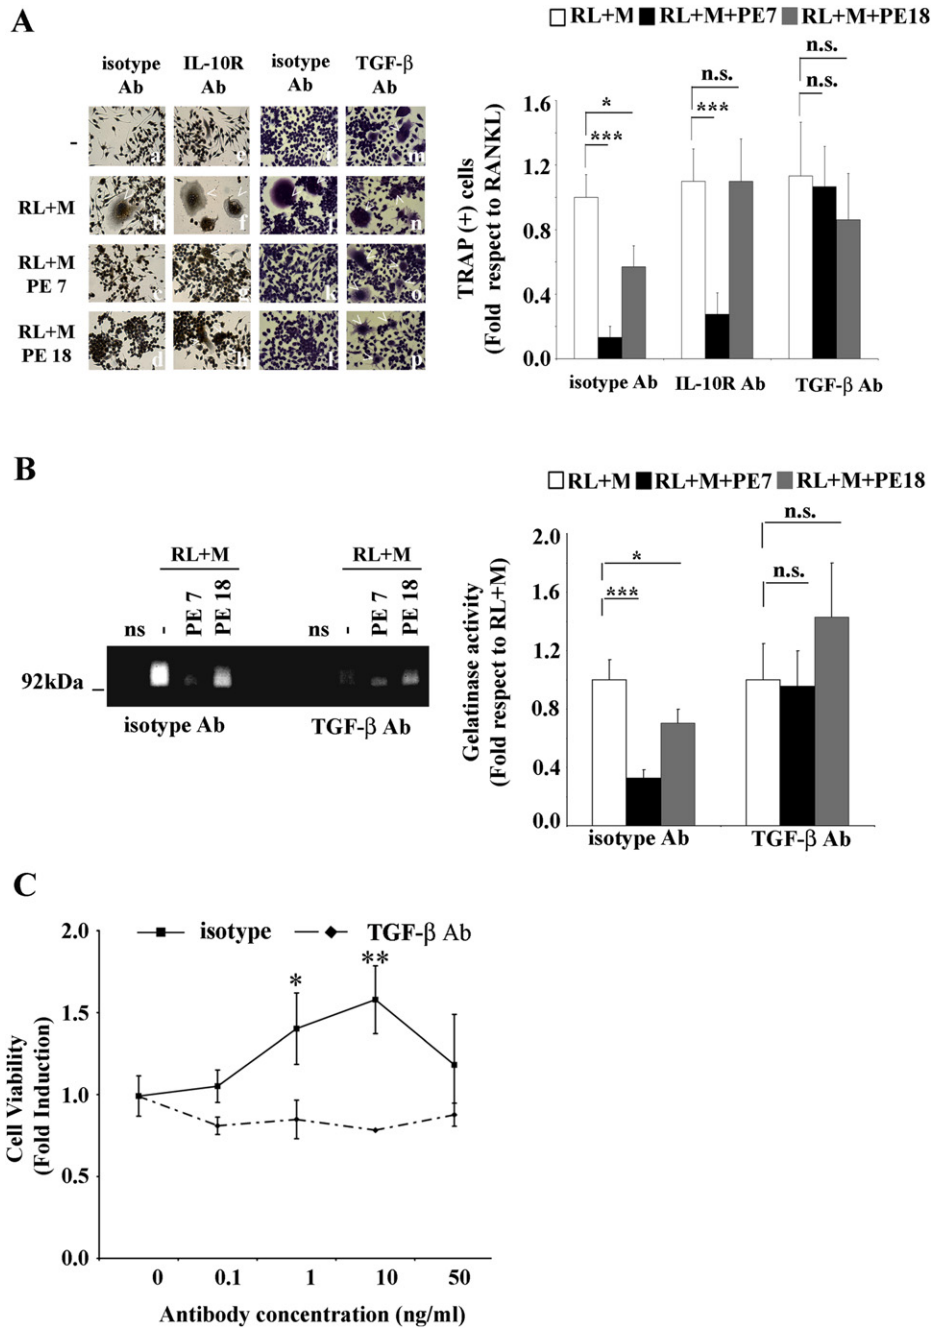 A
RL+M RL+M+PE7 RL+M+PE18
isotype Ab IL-10R Ab isotype Ab TGF-β Ab
-
RL+M
RL+M PE 7
RL+M PE 18
a e m
b f j n
c g k o
d h l p
TRAP (+) cells
(Fold respect to RANKL)
1.6
1.2
0.8
0.4
0.0
* *** n.s. *** n.s. n.s.
isotype Ab IL-10R Ab TGF-β Ab
B
RL+M RL+M
ns - PE 7 PE 18 ns - PE 7 PE 18
92kDa
isotype Ab TGF-β Ab
RL+M RL+M+PE7 RL+M+PE18
Gelatinase activity
(Fold respect to RL+M)
2.0
1.6
1.2
0.8
0.4
0.0
* *** n.s. n.s.
isotype Ab TGF-β Ab
C
isotype TGF-β Ab
Cell Viability
(Fold Induction)
2.0
1.5
1.0
0.5
0.0
* **
0 0.1 1 10 50
Antibody concentration (ng/ml)